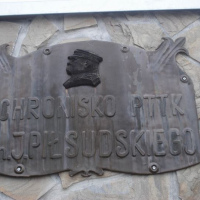 SCHRONISKO PTTK
IM. J. PIŁSUDSKIEGO